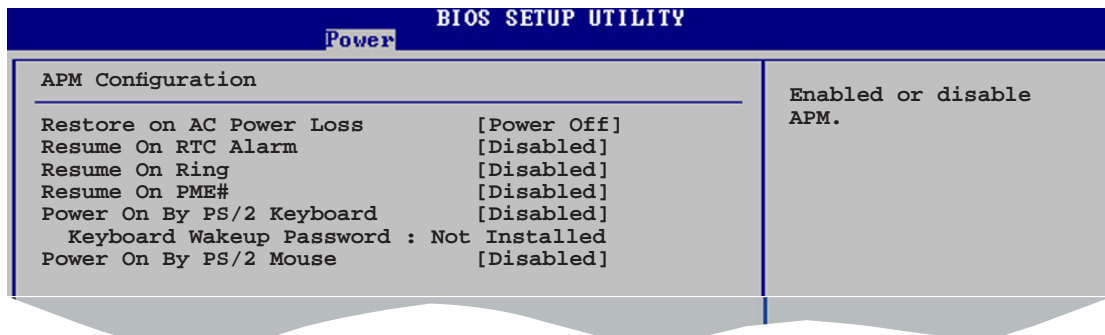 BIOS SETUP UTILITY
Power
APM Configuration
Restore on AC Power Loss [Power Off]
Resume On RTC Alarm [Disabled]
Resume On Ring [Disabled]
Resume On PME# [Disabled]
Power On By PS/2 Keyboard [Disabled]
Keyboard Wakeup Password : Not Installed
Power On By PS/2 Mouse [Disabled]
Enabled or disable
APM.